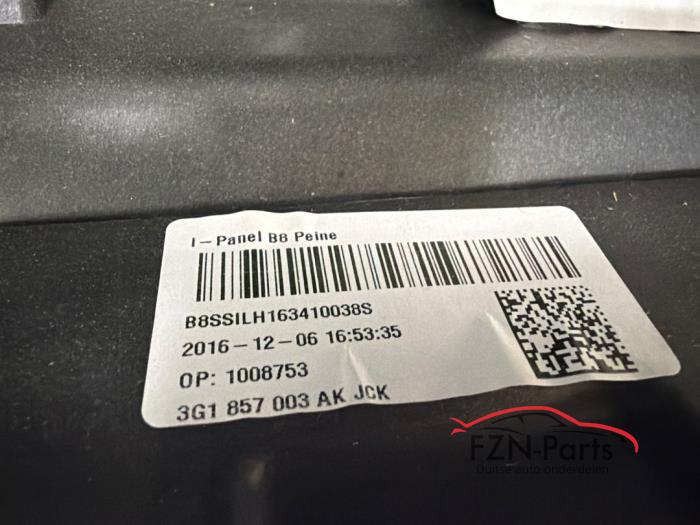 I-Panel B8 Peine
B8SSILH163410038S
2016-12-06 16:53:35
OP: 1008753
3G1 857 003 AK JCK
FZN-Parts
Duitse auto onderdelen